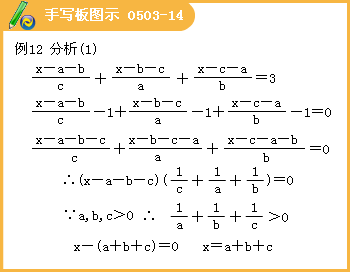 手写板图示 0503-14
例12 分析(1)
(x－a－b)/c + (x－b－c)/a + (x－c－a)/b =3
(x－a－b)/c －1+ (x－b－c)/a －1+ (x－c－a)/b －1=0
(x－a－b－c)/c + (x－b－c－a)/a + (x－c－a－b)/b =0
∴(x－a－b－c)(1/c + 1/a + 1/b)=0
∵a,b,c>0 ∴ 1/a + 1/b + 1/c >0
x－(a+b+c)=0 x=a+b+c